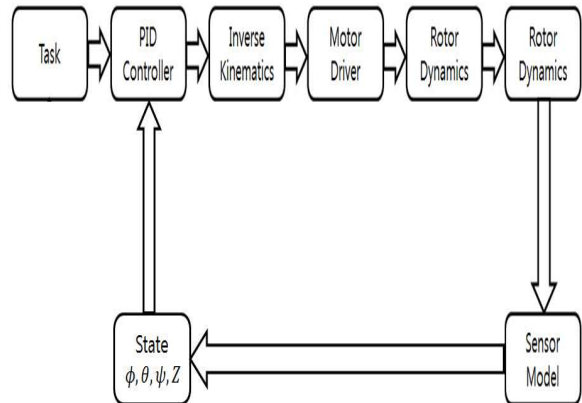 Task
PID
Controller
Inverse
Kinematics
Motor
Driver
Rotor
Dynamics
Rotor
Dynamics
State
ϕ, θ, ψ, Z
Sensor
Model